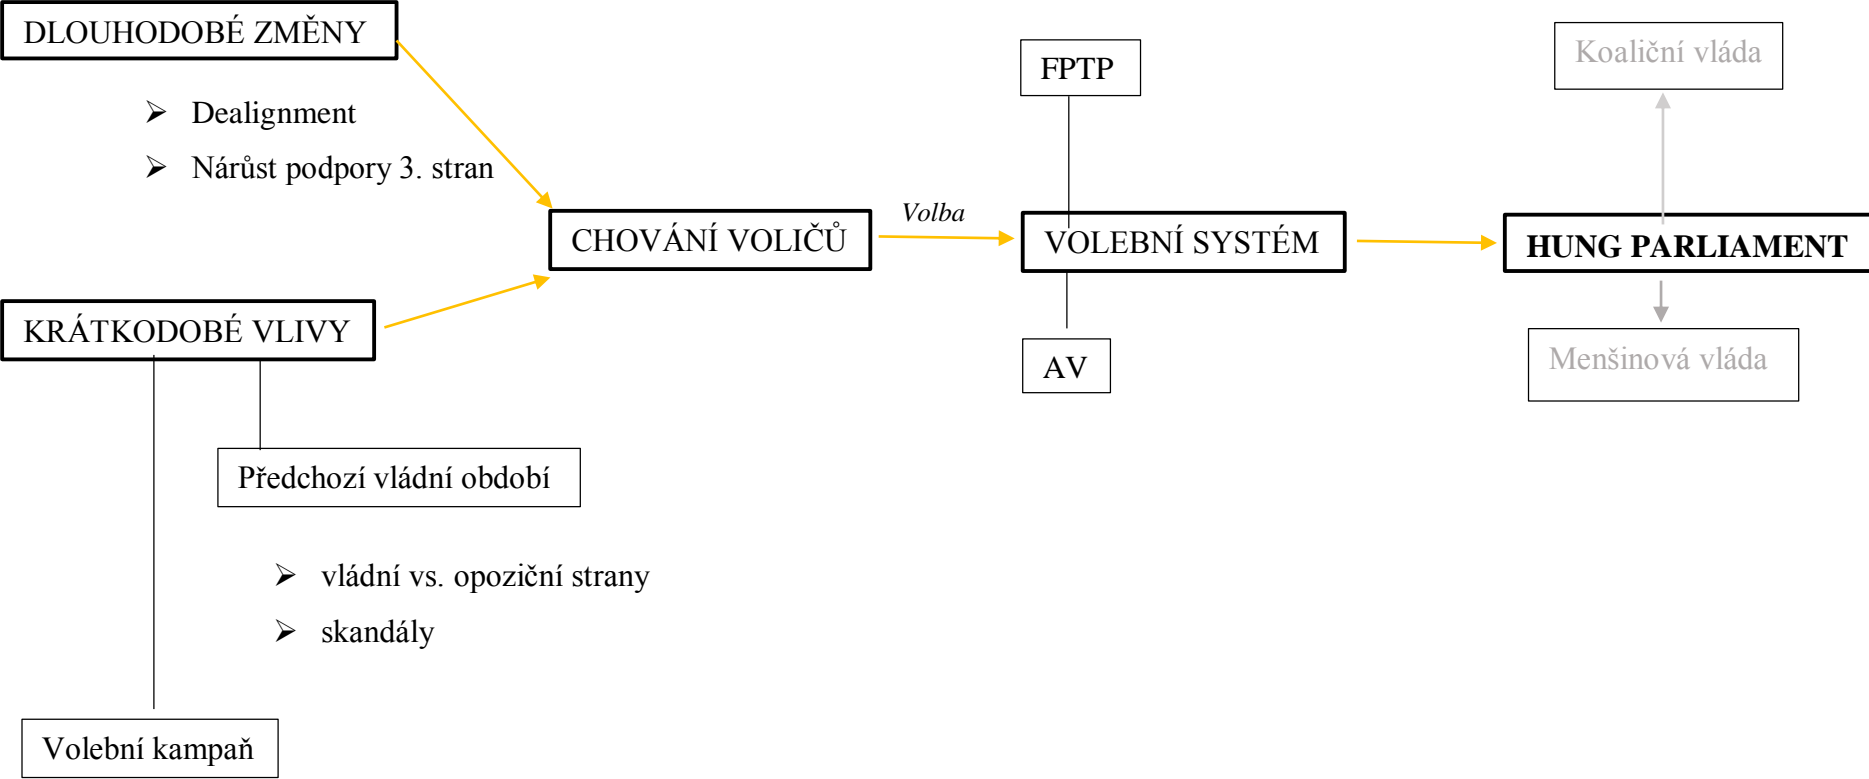 DLOUHODOBÉ ZMĚNY
Dealignment
Nárůst podpory 3. stran
KRÁTKODOBÉ VLIVY
Předchozí vládní období
vládní vs. opoziční strany
skandály
Volební kampaň
CHOVÁNÍ VOLIČŮ
Volba
FPTP
VOLEBNÍ SYSTÉM
AV
Koaliční vláda
HUNG PARLIAMENT
Menšinová vláda